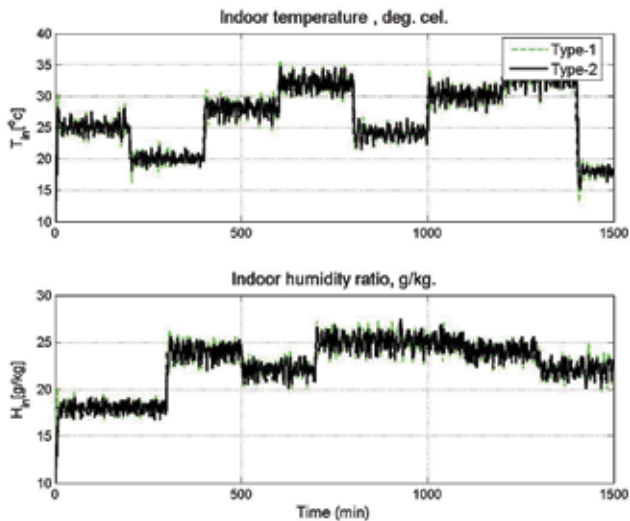 Indoor temperature , deg. cel.
Type-1
Type-2
40
35
30
25
20
15
10
T_in[°c]
0
500
1000
1500
Indoor humidity ratio, g/kg.
30
25
20
15
10
H_in[g/kg]
0
500
1000
1500
Time (min)